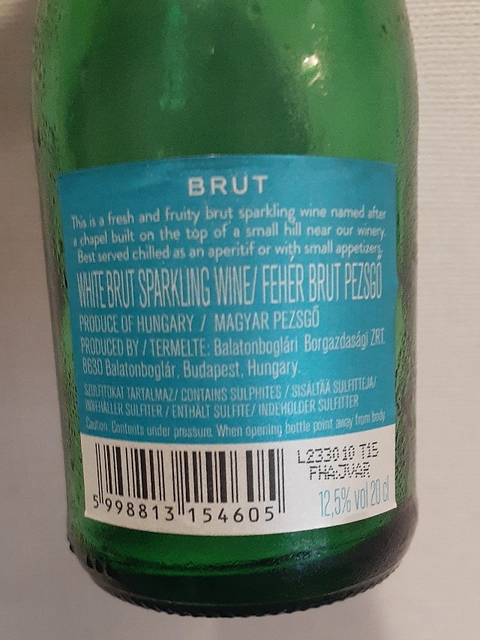 BRUT
This is a fresh and fruity brut sparkling wine named after
a chapel built on the top of a small hill near our winery.
Best served chilled as an aperitif or with small appetizers.
WHITE BRUT SPARKLING WINE/ FEHÉR BRUT PEZSGŐ
PRODUCE OF HUNGARY / MAGYAR PEZSGŐ
PRODUCED BY / TERMELTE: Balatonboglári Borgazdasági ZRT.
8630 Balatonboglár, Budapest, Hungary.
SZULFITOKAT TARTALMAZ/ CONTAINS SULPHITES / SISÄLTÄÄ SULFIITTEJA/
INNEHÅLLER SULFITER / ENTHÄLT SULFITE/ INDEHOLDER SULFITTER
Caution: Contents under pressure. When opening bottle point away from body.
L233010 T15
PHA:JVAR
12,5% vol 20 cl
5 998813 154605